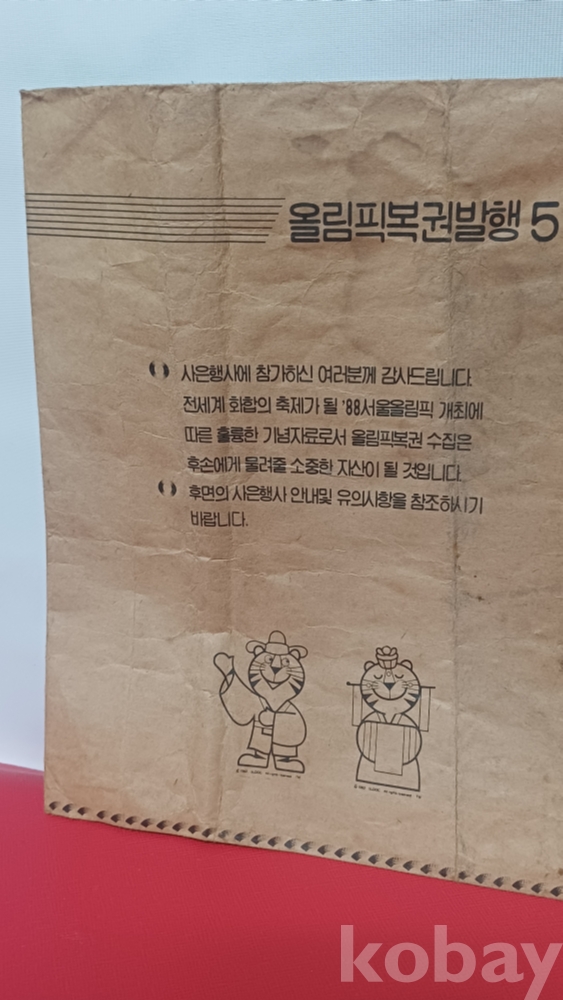 올림픽복권발행 5
사은행사에 참가하신 여러분께 감사드립니다.
전세계 화합의 축제가 될 '88서울올림픽 개최에
따른 훌륭한 기념자료로서 올림픽복권 수집은
후손에게 물려줄 소중한 자산이 될 것입니다.
후면의 사은행사 안내및 유의사항을 참조하시기
바랍니다.
kobay